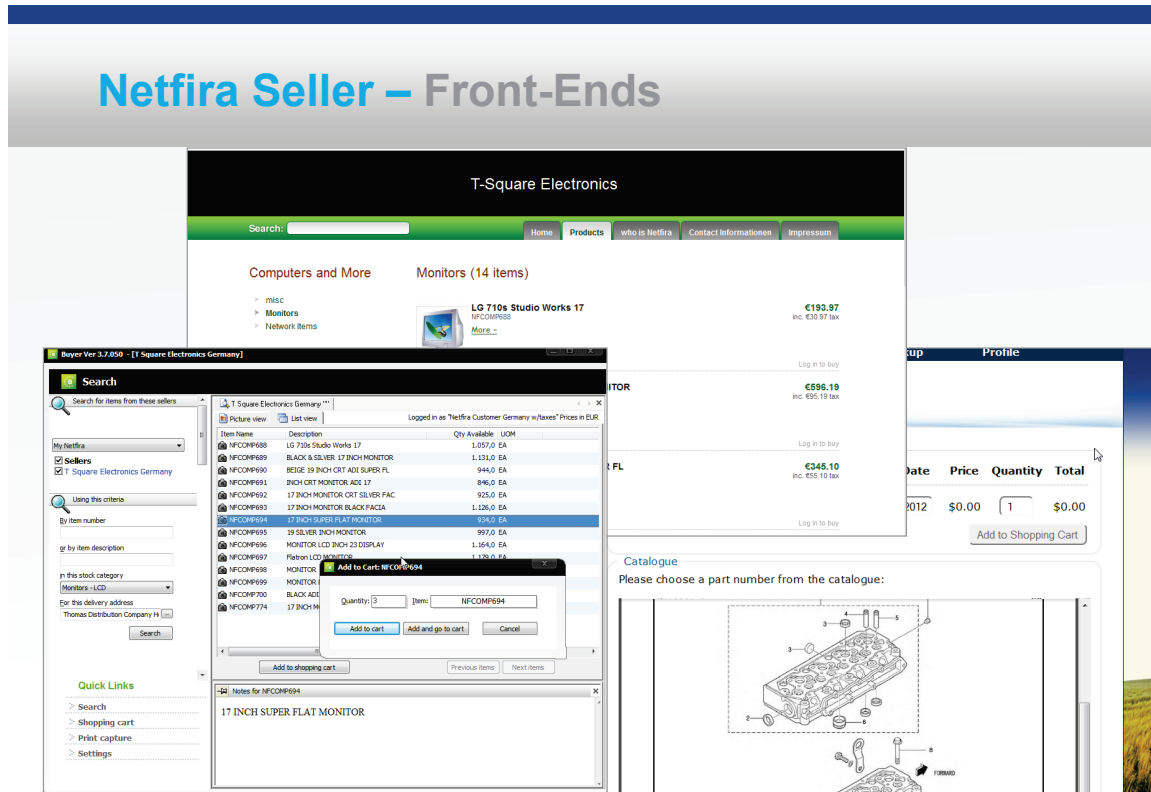 Netfira Seller – Front-Ends
T-Square Electronics
Search:
Home Products who is Netfira Contact Informationen Impressum
Computers and More
> misc
> Monitors
> Network Items
Monitors (14 items)
LG 710s Studio Works 17
NFCOMP688
More -
€193.97
inc. €30.97 tax
Log in to buy
ITOR
€596.19
inc. €95.19 tax
Log in to buy
FL
€345.10
inc. €55.10 tax
Log in to buy
Buyer Ver 3.7.050 - [T Square Electronics Germany]
Search
Search for items from these sellers
My Netfira
Sellers
T Square Electronics Germany
Using this criteria
By item number
or by item description
in this stock category
Monitors - LCD
For this delivery address
Thomas Distribution Company H
Search
Quick Links
> Search
> Shopping cart
> Print capture
> Settings
T Square Electronics Germany ""
Picture view List view
Logged in as "Netfira Customer Germany w/taxes" Prices in EUR
Item Name Description Qty Available UOM
NFCOMP688 LG 710s Studio Works 17 1.057,0 EA
NFCOMP689 BLACK & SILVER 17 INCH MONITOR 1.131,0 EA
NFCOMP690 BEIGE 19 INCH CRT ADI SUPER FL 944,0 EA
NFCOMP691 INCH CRT MONITOR ADI 17 846,0 EA
NFCOMP692 17 INCH MONITOR CRT SILVER FAC 925,0 EA
NFCOMP693 17 INCH MONITOR BLACK FACIA 1.126,0 EA
NFCOMP694 17 INCH SUPER FLAT MONITOR 934,0 EA
NFCOMP695 19 SILVER INCH MONITOR 997,0 EA
NFCOMP696 MONITOR LCD INCH 23 DISPLAY 1.164,0 EA
NFCOMP697 Flatron LCD MONITOR 1.179,0 EA
NFCOMP698 MONITOR
NFCOMP699 MONITOR
NFCOMP700 BLACK ADI
NFCOMP774 17 INCH M
Add to Cart: NFCOMP694
Quantity: 3 Item: NFCOMP694
Add to cart Add and go to cart Cancel
Add to shopping cart Previous items Next items
Notes for NFCOMP694
17 INCH SUPER FLAT MONITOR
kup Profile
Date Price Quantity Total
2012 $0.00 1 $0.00
Add to Shopping Cart
Catalogue
Please choose a part number from the catalogue:
4
5
3
3
2
6
8
FORWARD